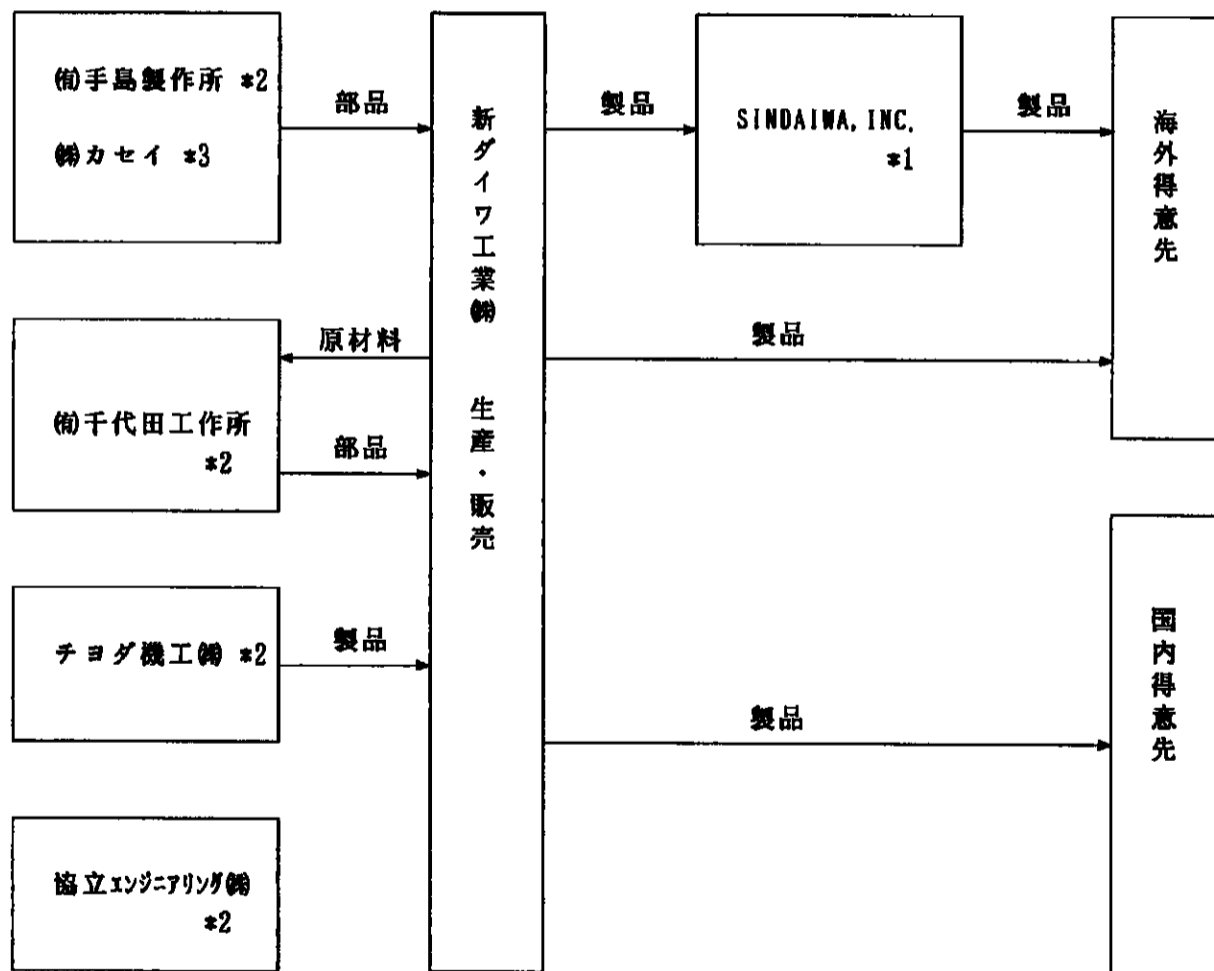 ㈲手島製作所 *2
㈱カセイ *3
部品
新ダイワ工業㈱ 生産・販売
製品
SINDAIWA, INC.
*1
製品
海外得意先
原材料
製品
㈲千代田工作所
*2
部品
チヨダ機工㈱ *2
製品
製品
国内得意先
協立エンジニアリング㈱
*2